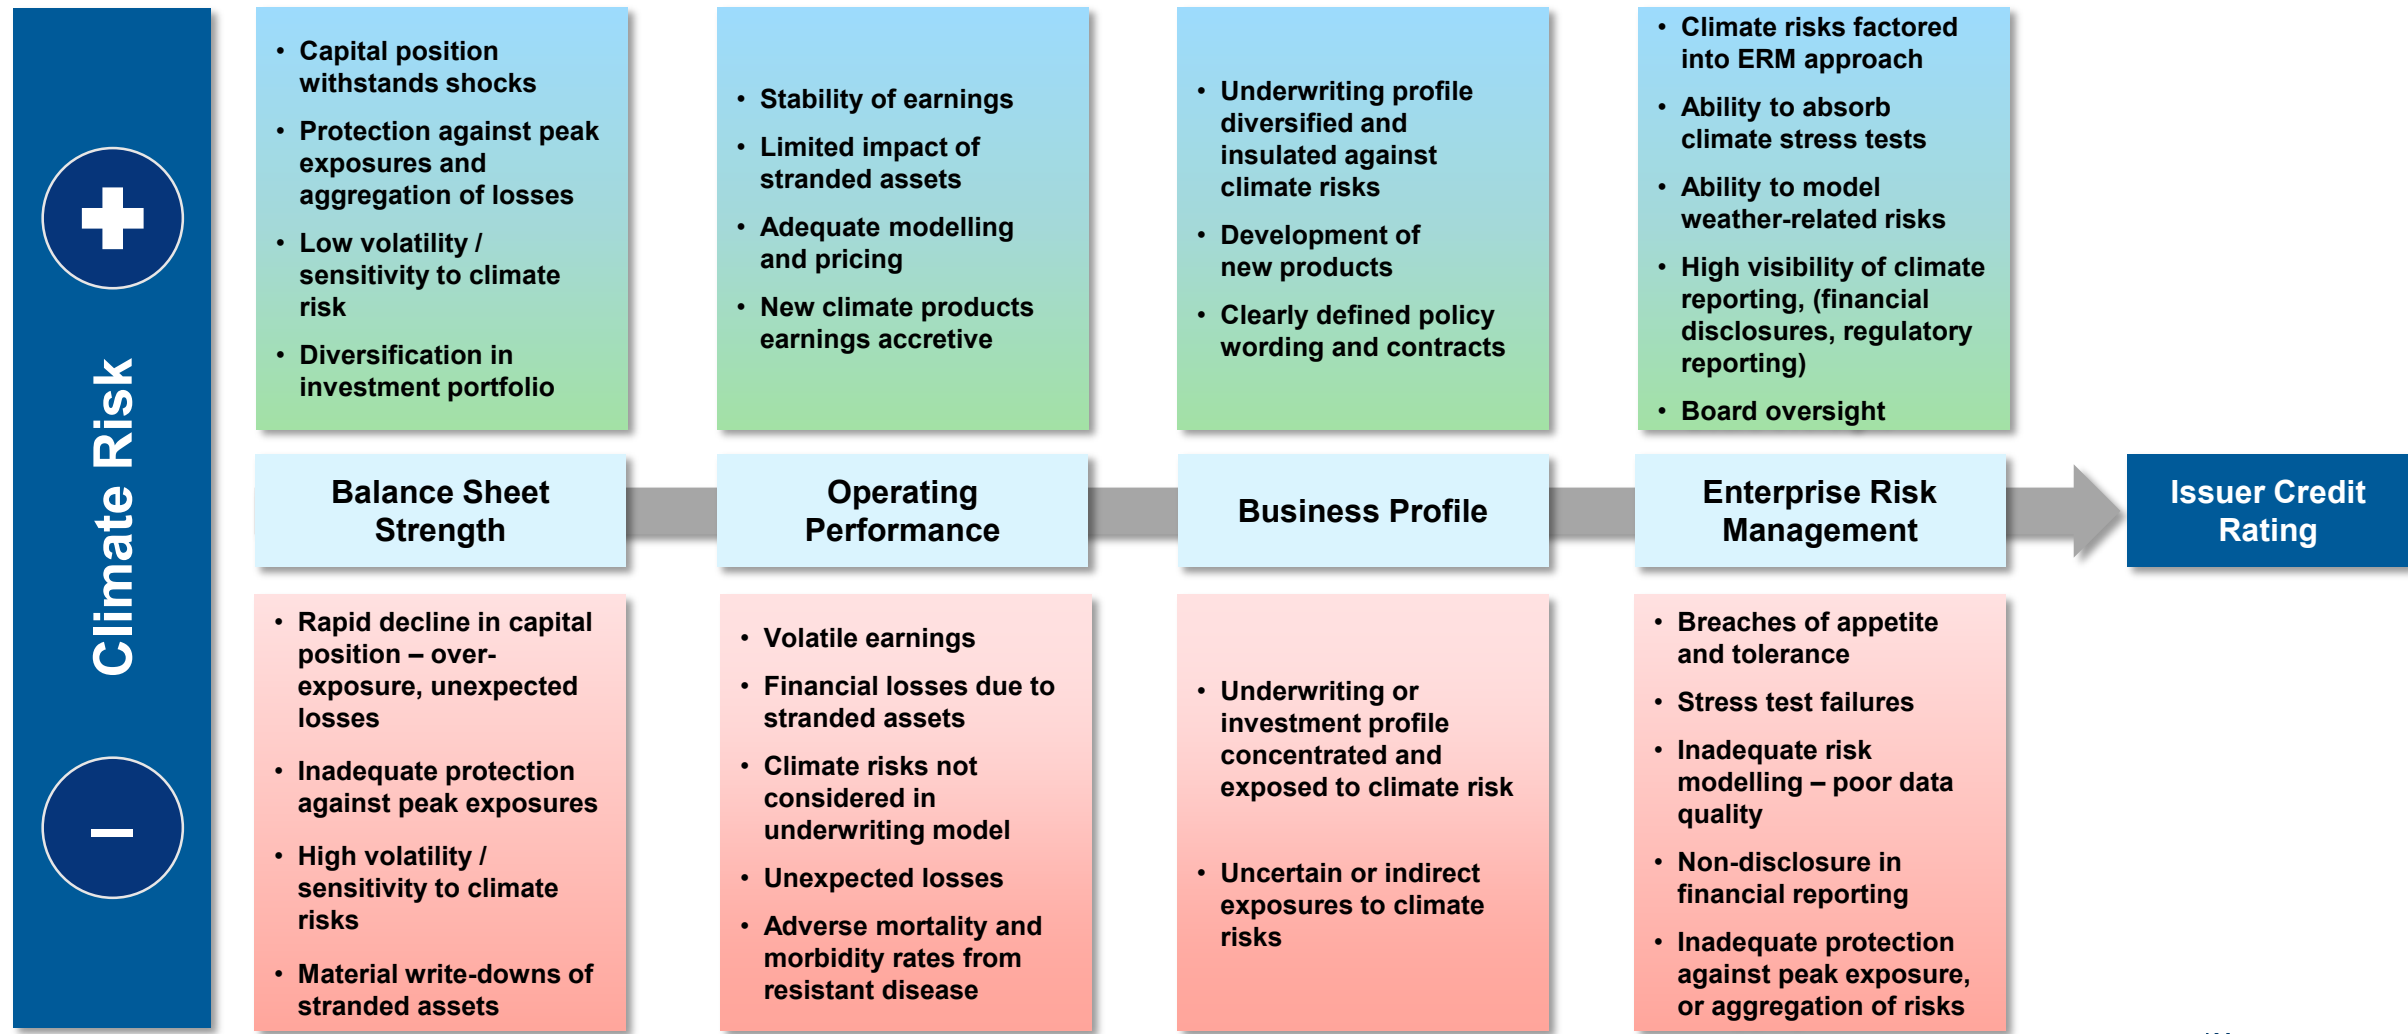 Climate Risk
• Capital position
withstands shocks
• Protection against peak
exposures and
aggregation of losses
• Low volatility /
sensitivity to climate
risk
• Diversification in
investment portfolio
• Stability of earnings
• Limited impact of
stranded assets
• Adequate modelling
and pricing
• New climate products
earnings accretive
• Underwriting profile
diversified and
insulated against
climate risks
• Development of
new products
• Clearly defined policy
wording and contracts
• Climate risks factored
into ERM approach
• Ability to absorb
climate stress tests
• Ability to model
weather-related risks
• High visibility of climate
reporting, (financial
disclosures, regulatory
reporting)
• Board oversight
Balance Sheet
Strength
Operating
Performance
Business Profile
Enterprise Risk
Management
Issuer Credit
Rating
• Rapid decline in capital
position – over-
exposure, unexpected
losses
• Inadequate protection
against peak exposures
• High volatility /
sensitivity to climate
risks
• Material write-downs of
stranded assets
• Volatile earnings
• Financial losses due to
stranded assets
• Climate risks not
considered in
underwriting model
• Unexpected losses
• Adverse mortality and
morbidity rates from
resistant disease
• Underwriting or
investment profile
concentrated and
exposed to climate risk
• Uncertain or indirect
exposures to climate
risks
• Breaches of appetite
and tolerance
• Stress test failures
• Inadequate risk
modelling – poor data
quality
• Non-disclosure in
financial reporting
• Inadequate protection
against peak exposure,
or aggregation of risks